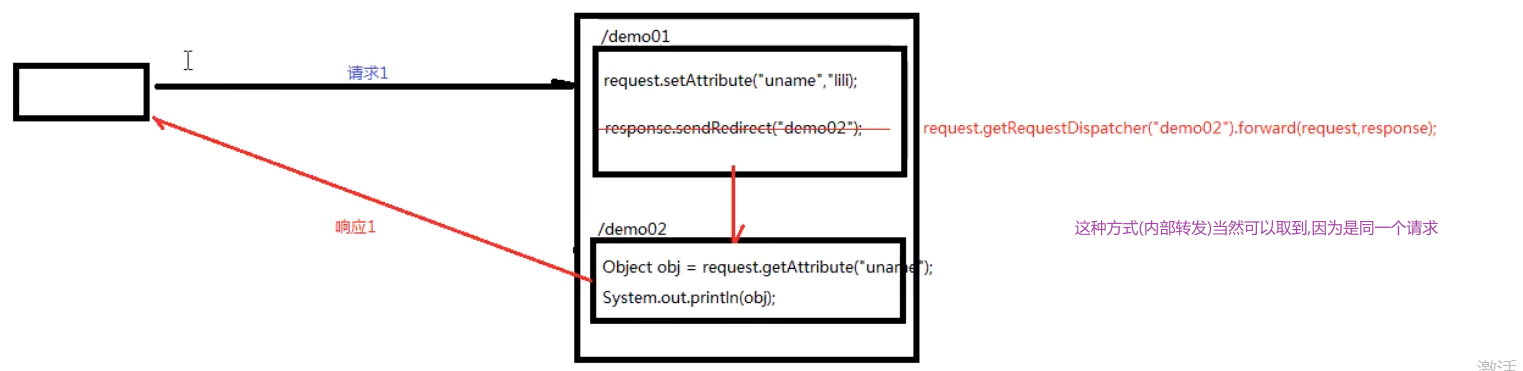 /demo01
请求1
request.setAttribute("uname","lili);
response.sendRedirect("demo02");
request.getRequestDispatcher("demo02").forward(request,response);
响应1
/demo02
这种方式(内部转发)当然可以取到,因为是同一个请求
Object obj = request.getAttribute("uname");
System.out.println(obj);
激活